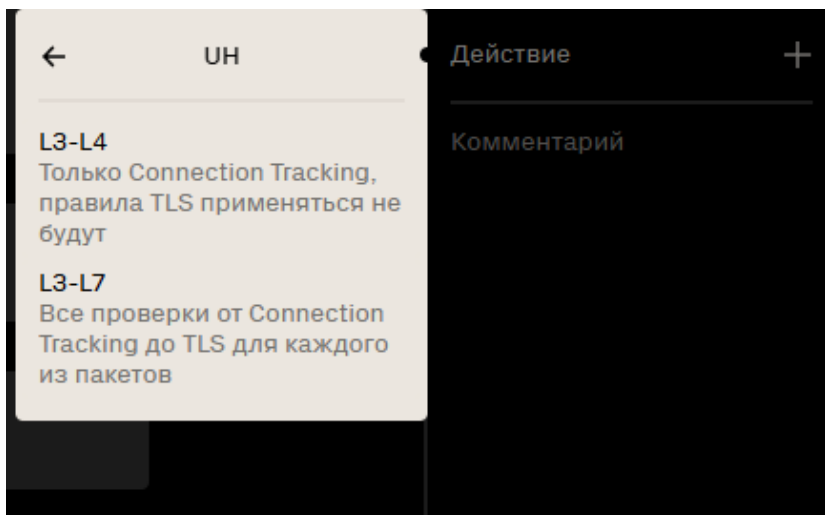 UH
L3-L4
Только Connection Tracking,
правила TLS применяться не
будут
L3-L7
Все проверки от Connection
Tracking до TLS для каждого
из пакетов
Действие
Комментарий